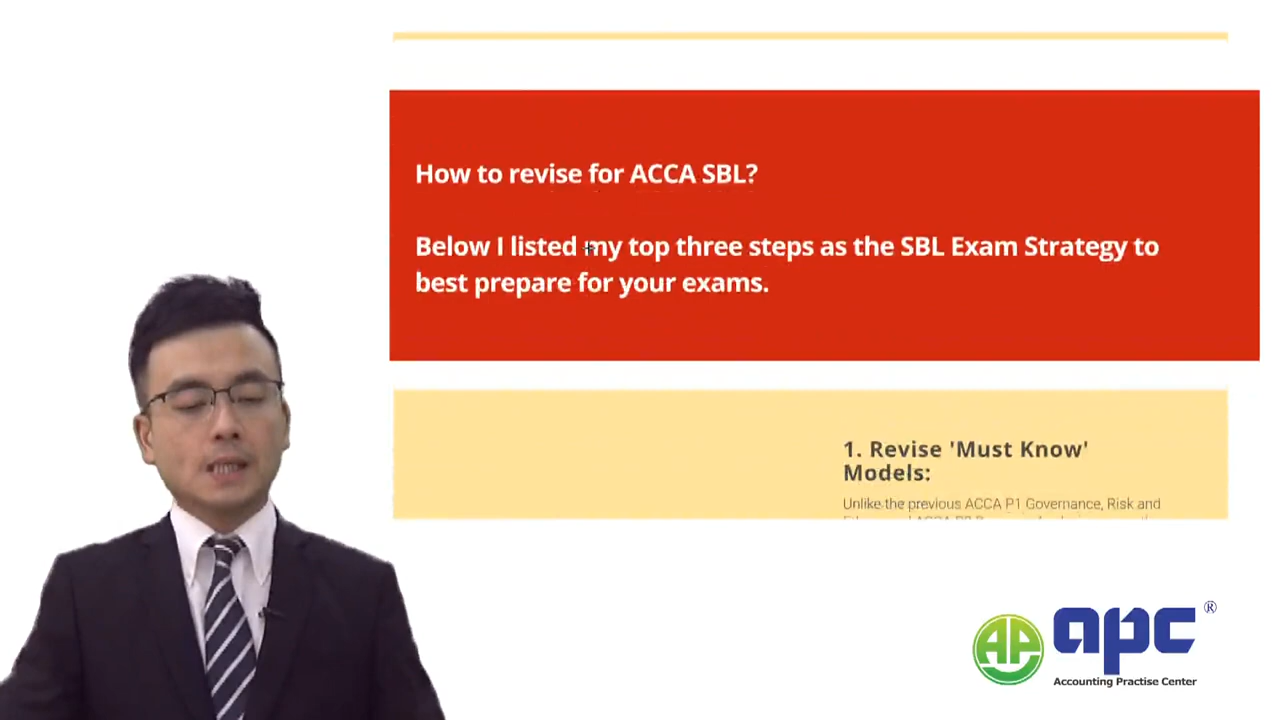 How to revise for ACCA SBL?
Below I listed my top three steps as the SBL Exam Strategy to
best prepare for your exams.
1. Revise 'Must Know'
Models:
Unlike the previous ACCA P1 Governance, Risk and
AP
apc®
Accounting Practise Center